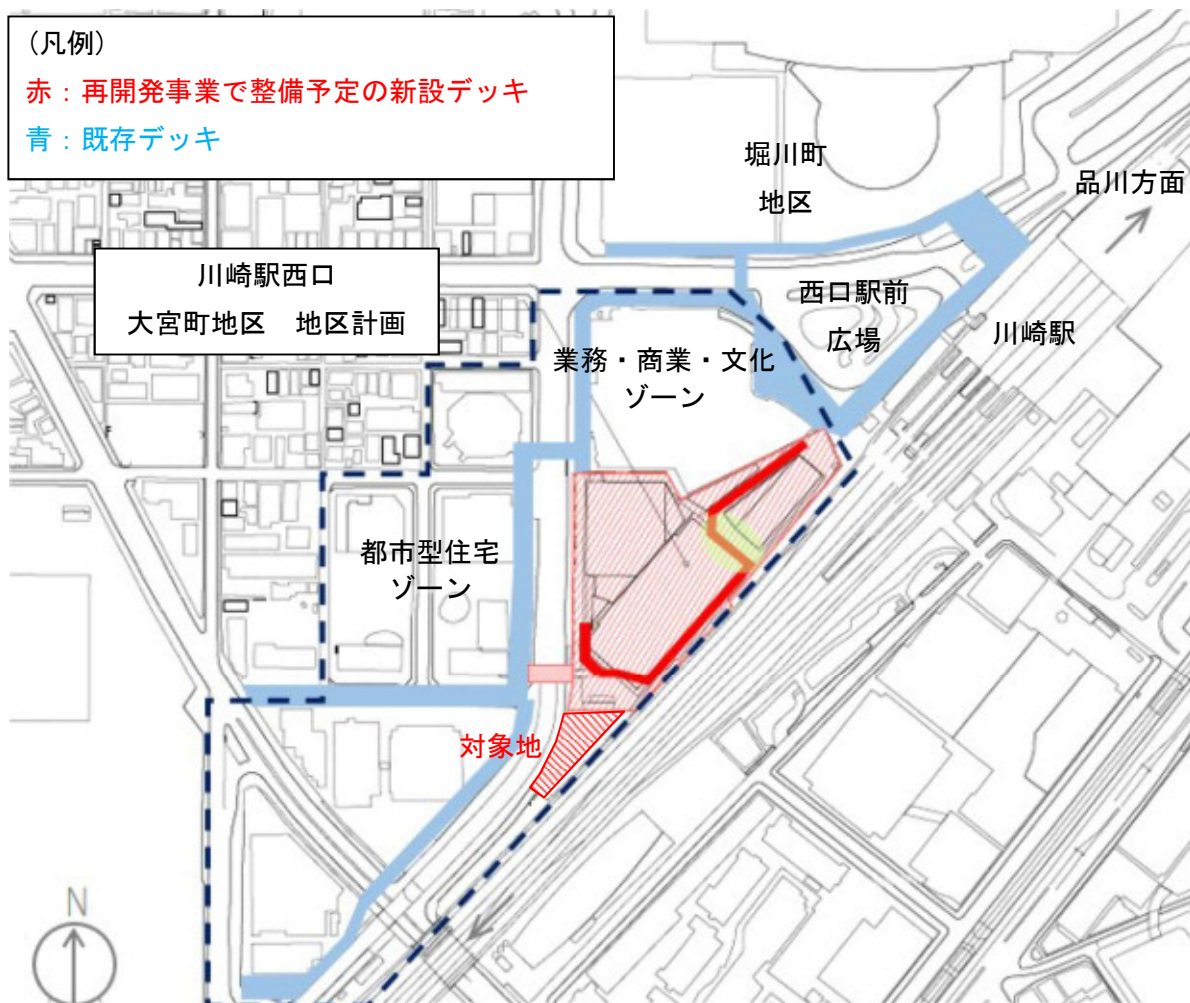 (凡例)
赤：再開発事業で整備予定の新設デッキ
青：既存デッキ
堀川町
地区
品川方面
川崎駅西口
大宮町地区　地区計画
西口駅前
広場
川崎駅
業務・商業・文化
ゾーン
都市型住宅
ゾーン
対象地
N